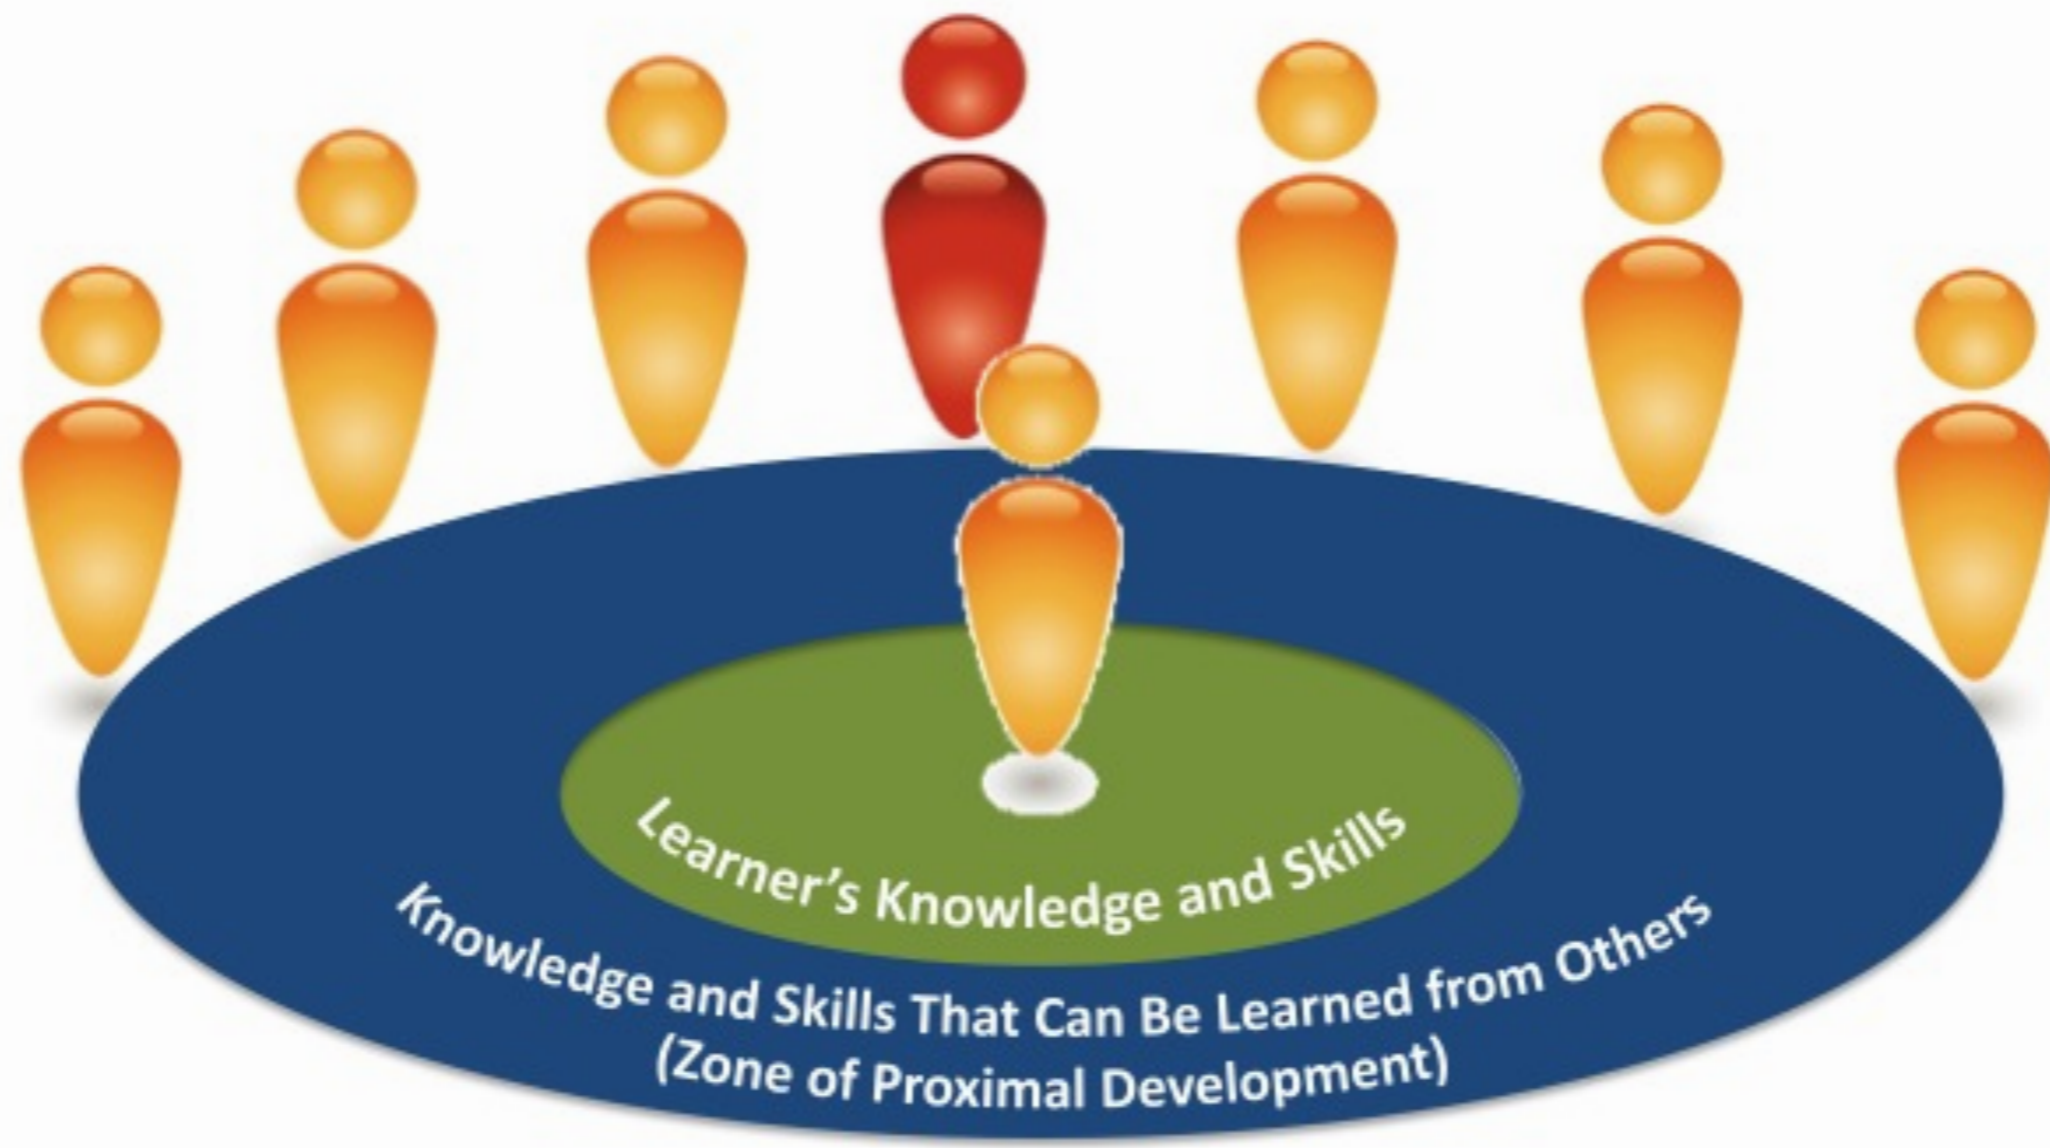 Learner's Knowledge and Skills
Knowledge and Skills That Can Be Learned from Others
(Zone of Proximal Development)